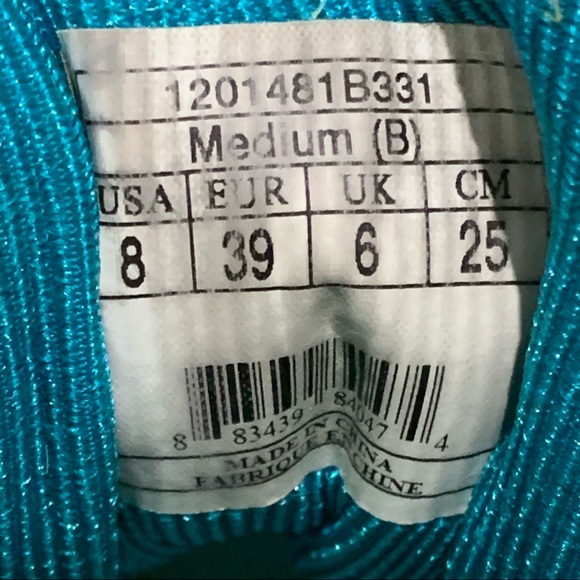 1201481B331
Medium (B)
USA EUR UK CM
8 39 6 25
8 83439 84047 4
MADE IN CHINA
FABRIQUE EN CHINE